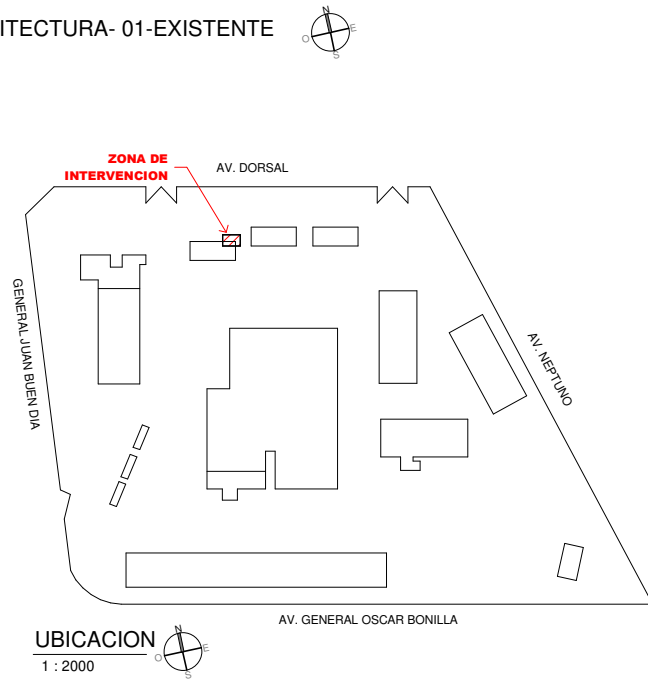 ITECTURA- 01-EXISTENTE
N
O
E
S
ZONA DE
INTERVENCION
AV. DORSAL
GENERAL JUAN BUEN DIA
AV. NEPTUNO
AV. GENERAL OSCAR BONILLA
UBICACION
1 : 2000
N
O
E
S